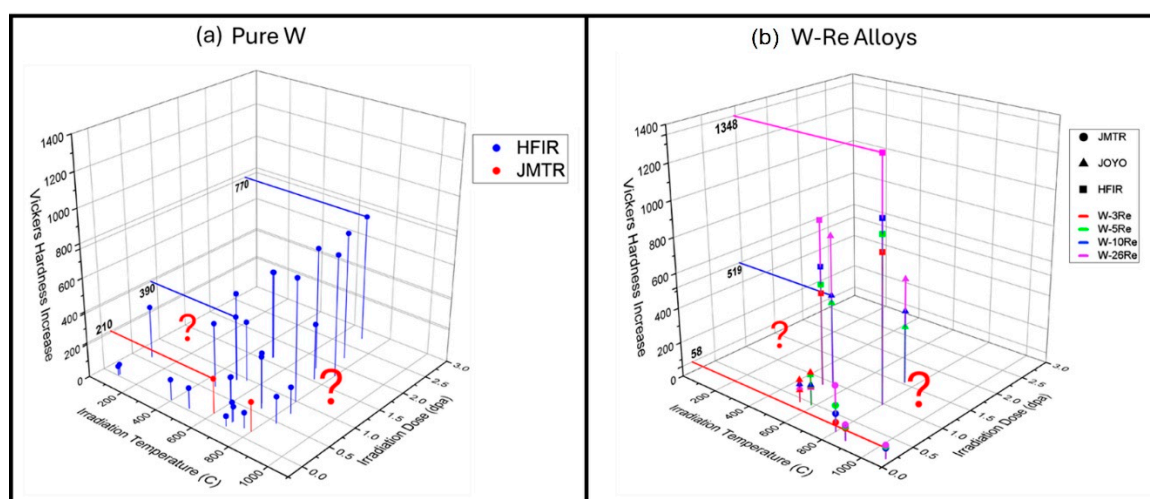 (a) Pure W
HFIR
JMTR
Vickers Hardness Increase
1400
1200
1000
800
600
400
200
0
770
390
210
?
?
200
400
600
800
1000
Irradiation Temperature (C)
0.0
0.5
1.0
1.5
2.0
2.5
3.0
Irradiation Dose (dpa)
(b) W-Re Alloys
JMTR
JOYO
HFIR
W-3Re
W-5Re
W-10Re
W-26Re
Vickers Hardness Increase
1400
1200
1000
800
600
400
200
0
1348
519
58
?
?
200
400
600
800
1000
Irradiation Temperature (C)
0.0
0.5
1.0
1.5
2.0
2.5
3.0
Irradiation Dose (dpa)